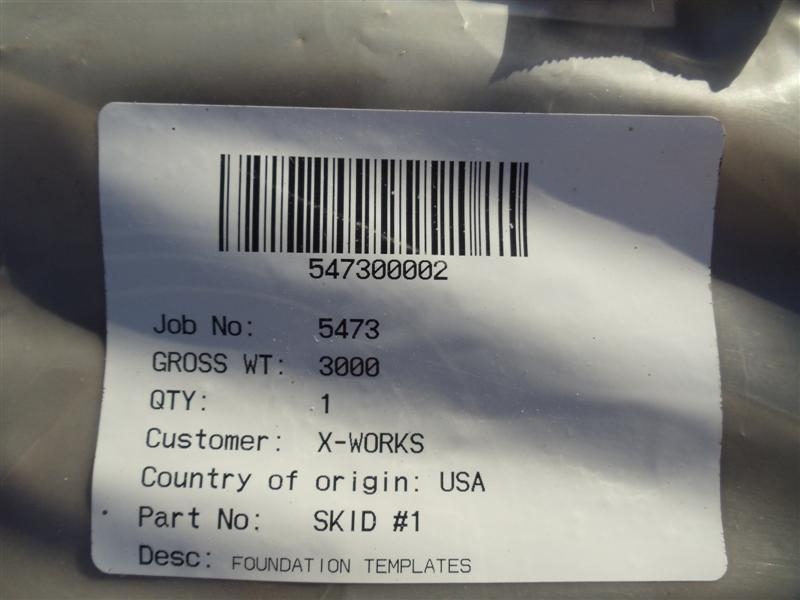 547300002
Job No: 5473
GROSS WT: 3000
QTY: 1
Customer: X-WORKS
Country of origin: USA
Part No: SKID #1
Desc: FOUNDATION TEMPLATES